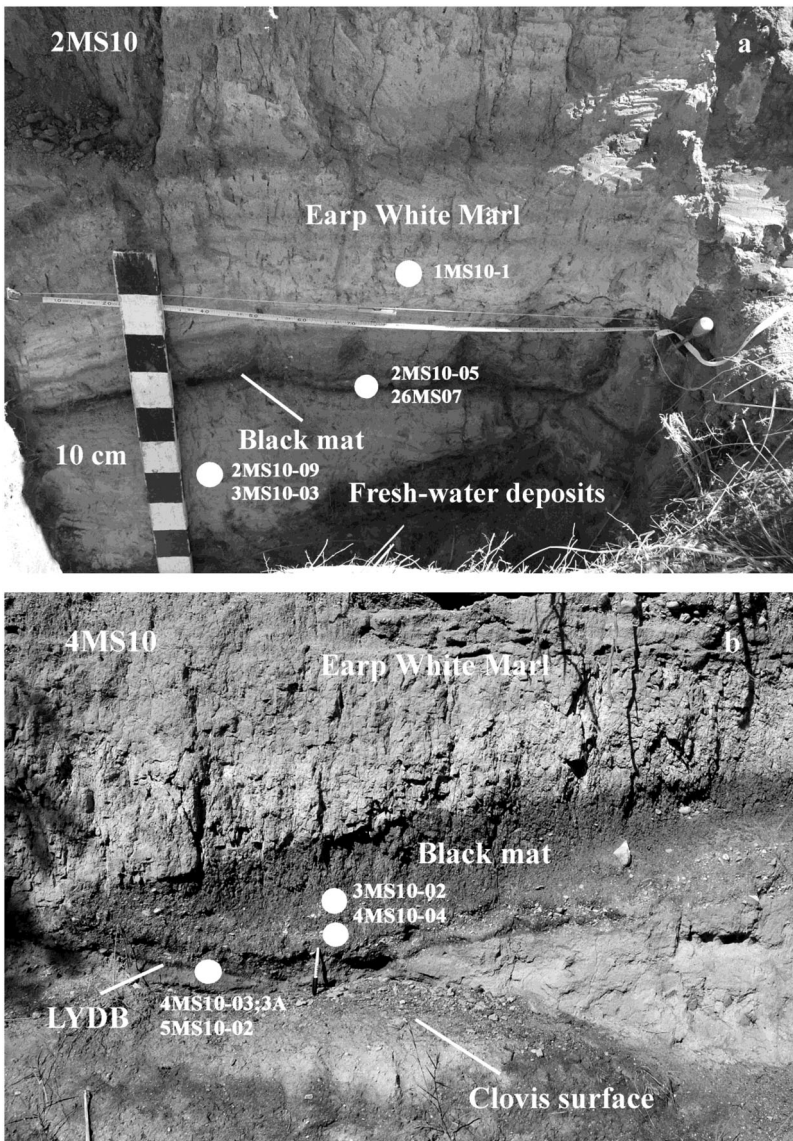 2MS10
a
Earp White Marl
1MS10-1
2MS10-05
26MS07
Black mat
10 cm
2MS10-09
3MS10-03
Fresh-water deposits
4MS10
b
Earp White Marl
Black mat
3MS10-02
4MS10-04
LYDB
4MS10-03;3A
5MS10-02
Clovis surface